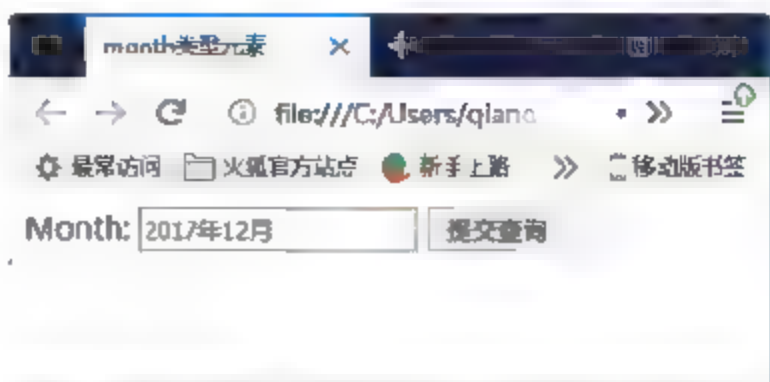 month类型元素
file:///C:/Users/qianc
最常访问 火狐官方站点 新手上路 移动版书签
Month: 2017年12月 提交查询